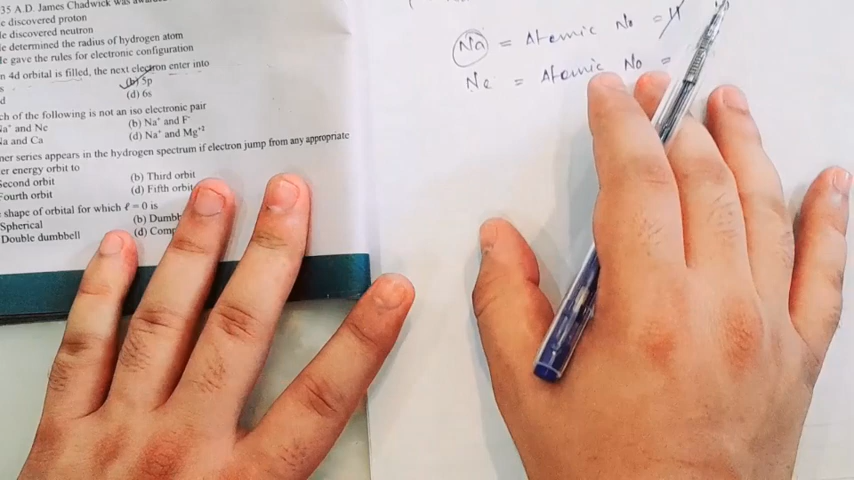 35 A.D. James Chadwick was
e discovered proton
e discovered neutron
e determined the radius of hydrogen atom
le gave the rules for electronic configuration
n 4d orbital is filled, the next electron enter into
s (b) 5p
d (d) 6s
ch of the following is not an iso electronic pair
Na⁺ and Ne (b) Na⁺ and F⁻
Na and Ca (d) Na⁺ and Mg⁺²
ner series appears in the hydrogen spectrum if electron jump from any appropriate
er energy orbit to
Second orbit (b) Third orbit
Fourth orbit (d) Fifth orbit
shape of orbital for which ℓ = 0 is
Spherical (b) Dumbb
Double dumbbell (d) Comp
Na = Atomic No = 11
Ne = Atomic No =